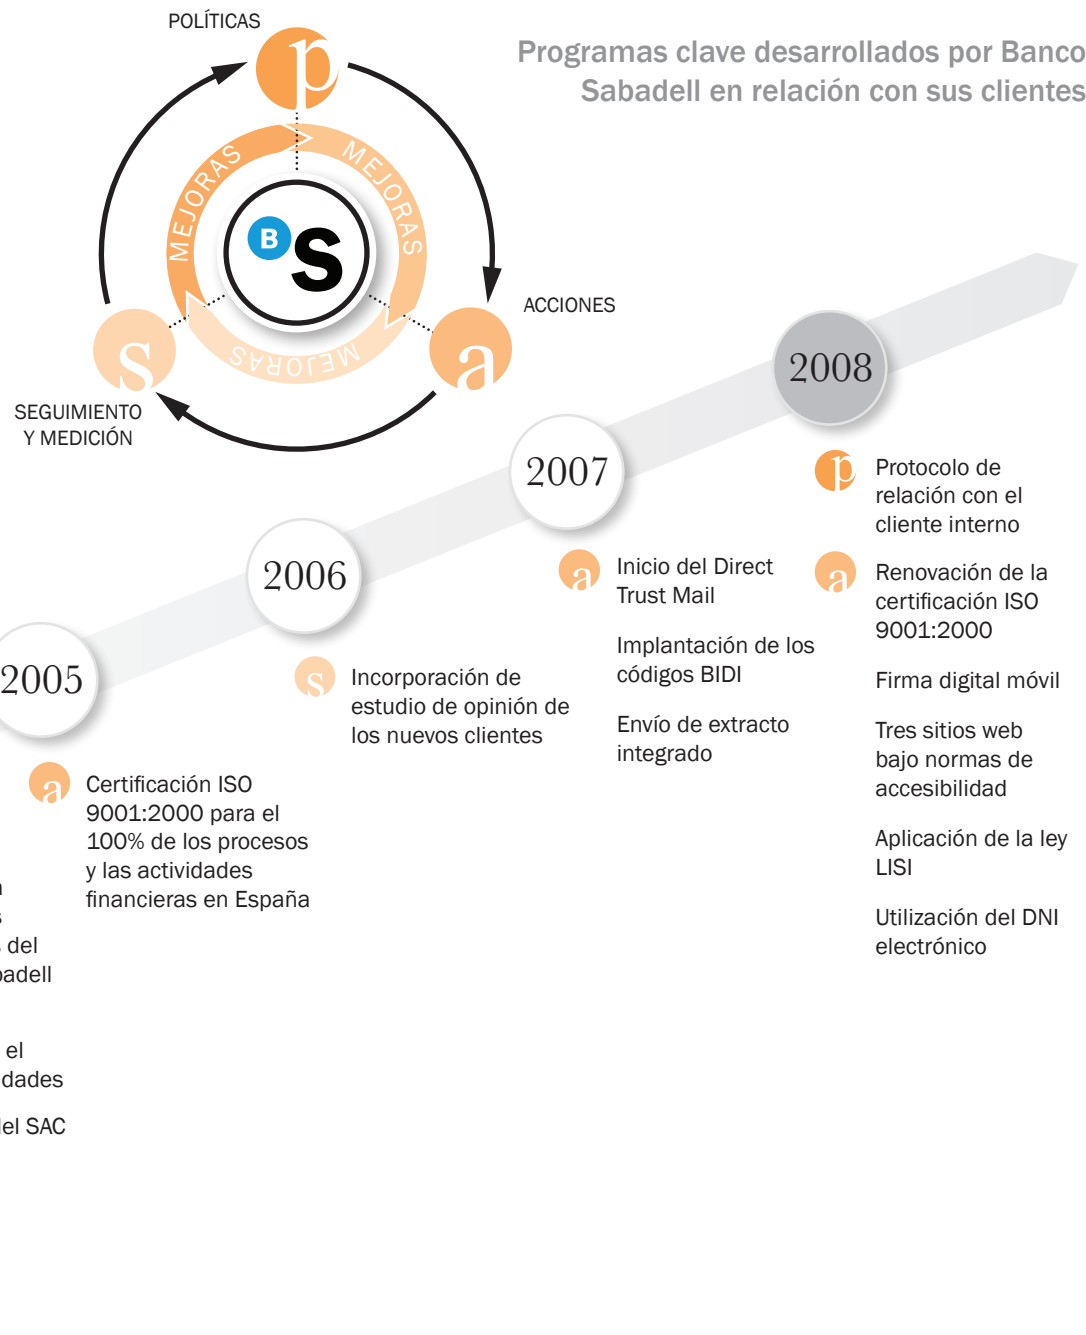 POLÍTICAS
p
Programas clave desarrollados por Banco
Sabadell en relación con sus clientes
MEJORAS
MEJORAS
MEJORAS
B S
ACCIONES
a
s
SEGUIMIENTO
Y MEDICIÓN
2008
p
Protocolo de
relación con el
cliente interno
a
Renovación de la
certificación ISO
9001:2000
Firma digital móvil
Tres sitios web
bajo normas de
accesibilidad
Aplicación de la ley
LISI
Utilización del DNI
electrónico
2007
a
Inicio del Direct
Trust Mail
Implantación de los
códigos BIDI
Envío de extracto
integrado
2006
s
Incorporación de
estudio de opinión de
los nuevos clientes
2005
a
Certificación ISO
9001:2000 para el
100% de los procesos
y las actividades
financieras en España
del
el
SAC